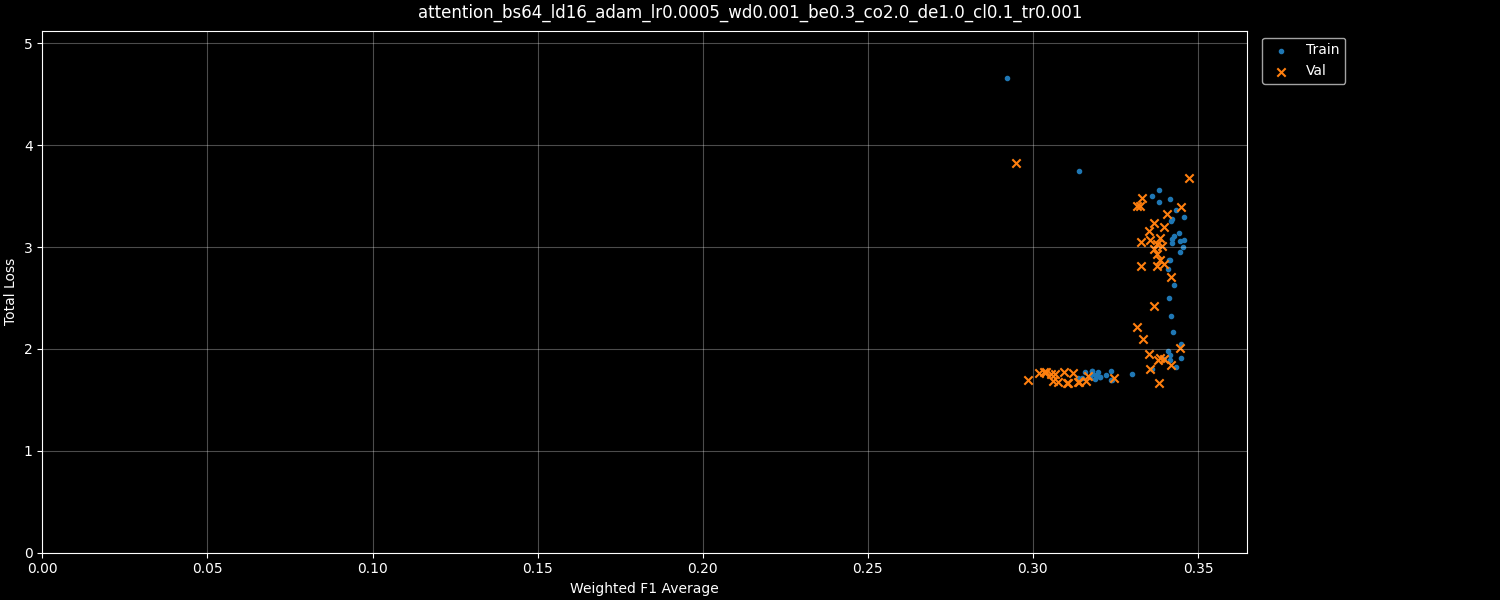 attention_bs64_ld16_adam_lr0.0005_wd0.001_be0.3_co2.0_de1.0_cl0.1_tr0.001
Train
Val
5
4
3
2
1
0
Total Loss
0.00 0.05 0.10 0.15 0.20 0.25 0.30 0.35
Weighted F1 Average